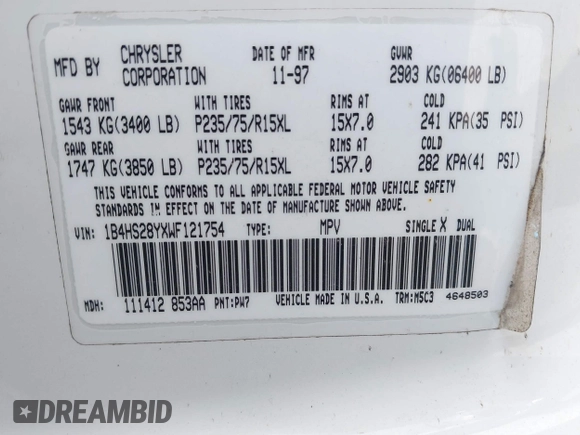 MFD BY CHRYSLER CORPORATION DATE OF MFR 11-97 GVWR 2903 KG(06400 LB)
GAWR FRONT WITH TIRES RIMS AT COLD
1543 KG(3400 LB) P235/75/R15XL 15X7.0 241 KPA(35 PSI)
GAWR REAR WITH TIRES RIMS AT COLD
1747 KG(3850 LB) P235/75/R15XL 15X7.0 282 KPA(41 PSI)
THIS VEHICLE CONFORMS TO ALL APPLICABLE FEDERAL MOTOR VEHICLE SAFETY
STANDARDS IN EFFECT ON THE DATE OF MANUFACTURE SHOWN ABOVE.
VIN: 1B4HS28YXWF121754 TYPE: MPV SINGLE X DUAL
MDH: 111412 853AA PNT: PW7 VEHICLE MADE IN U.S.A. TRM: M5C3 4648503
DREAMBID